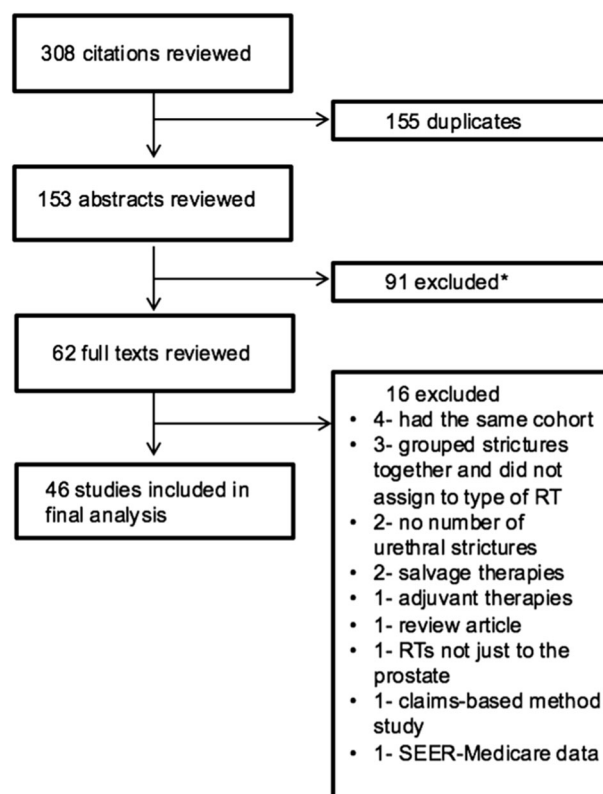 308 citations reviewed
155 duplicates
153 abstracts reviewed
91 excluded*
62 full texts reviewed
16 excluded
• 4- had the same cohort
• 3- grouped strictures
together and did not
assign to type of RT
• 2- no number of
urethral strictures
• 2- salvage therapies
• 1- adjuvant therapies
• 1- review article
• 1- RTs not just to the
prostate
• 1- claims-based method
study
• 1- SEER-Medicare data
46 studies included in
final analysis